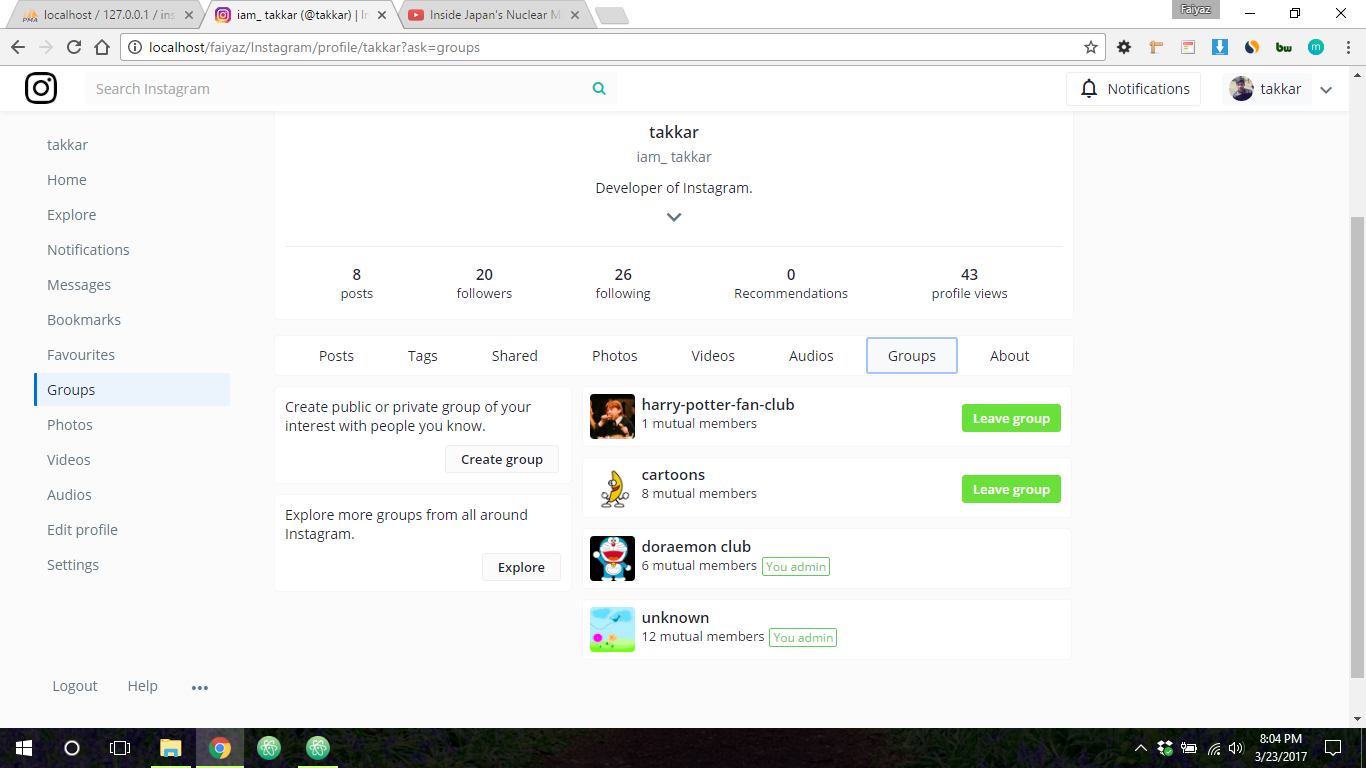 localhost / 127.0.0.1 / ins
iam_ takkar (@takkar) | In
Inside Japan's Nuclear M
Faiyaz
localhost/faiyaz/Instagram/profile/takkar?ask=groups
bw
m
Search Instagram
Notifications
takkar
takkar
Home
Explore
Notifications
Messages
Bookmarks
Favourites
Groups
Photos
Videos
Audios
Edit profile
Settings
Logout
Help
takkar
iam_ takkar
Developer of Instagram.
8
posts
20
followers
26
following
0
Recommendations
43
profile views
Posts
Tags
Shared
Photos
Videos
Audios
Groups
About
Create public or private group of your
interest with people you know.
Create group
Explore more groups from all around
Instagram.
Explore
harry-potter-fan-club
1 mutual members
Leave group
cartoons
8 mutual members
Leave group
doraemon club
6 mutual members You admin
unknown
12 mutual members You admin
8:04 PM
3/23/2017